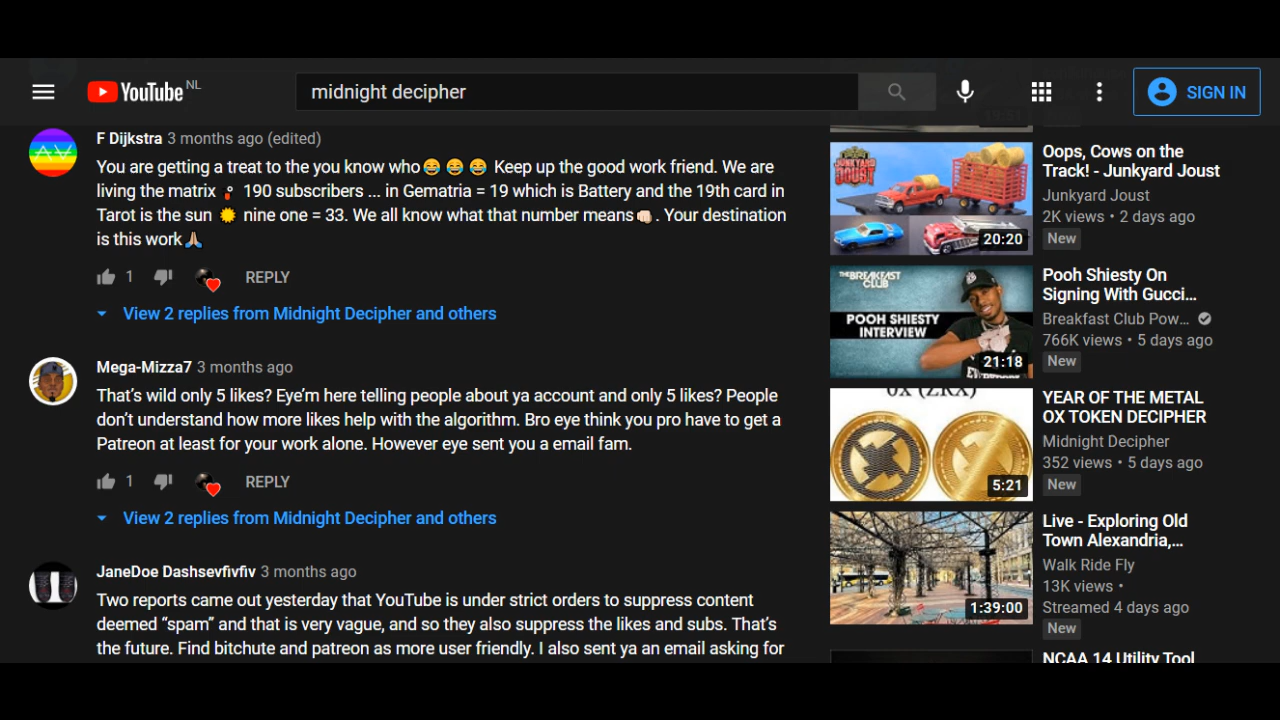 YouTube NL
midnight decipher
SIGN IN
F Dijkstra 3 months ago (edited)
You are getting a treat to the you know who😂 😂 😂 Keep up the good work friend. We are
living the matrix 190 subscribers ... in Gematria = 19 which is Battery and the 19th card in
Tarot is the sun 🌞 nine one = 33. We all know what that number means👊🏻. Your destination
is this work🙏🏼
1 REPLY
View 2 replies from Midnight Decipher and others
Mega-Mizza7 3 months ago
That's wild only 5 likes? Eye'm here telling people about ya account and only 5 likes? People
don't understand how more likes help with the algorithm. Bro eye think you pro have to get a
Patreon at least for your work alone. However eye sent you a email fam.
1 REPLY
View 2 replies from Midnight Decipher and others
JaneDoe Dashsevfivfiv 3 months ago
Two reports came out yesterday that YouTube is under strict orders to suppress content
deemed “spam” and that is very vague, and so they also suppress the likes and subs. That's
the future. Find bitchute and patreon as more user friendly. I also sent ya an email asking for
JUNKYARD
JOUST
20:20
Oops, Cows on the
Track! - Junkyard Joust
Junkyard Joust
2K views • 2 days ago
New
THE BREAKFAST
CLUB
POOH SHIESTY
INTERVIEW
21:18
Pooh Shiesty On
Signing With Gucci...
Breakfast Club Pow...
766K views • 5 days ago
New
0X (ZRX)
5:21
YEAR OF THE METAL
OX TOKEN DECIPHER
Midnight Decipher
352 views • 5 days ago
New
1:39:00
Live - Exploring Old
Town Alexandria,...
Walk Ride Fly
13K views •
Streamed 4 days ago
New
NCAA 14 Utility Tool